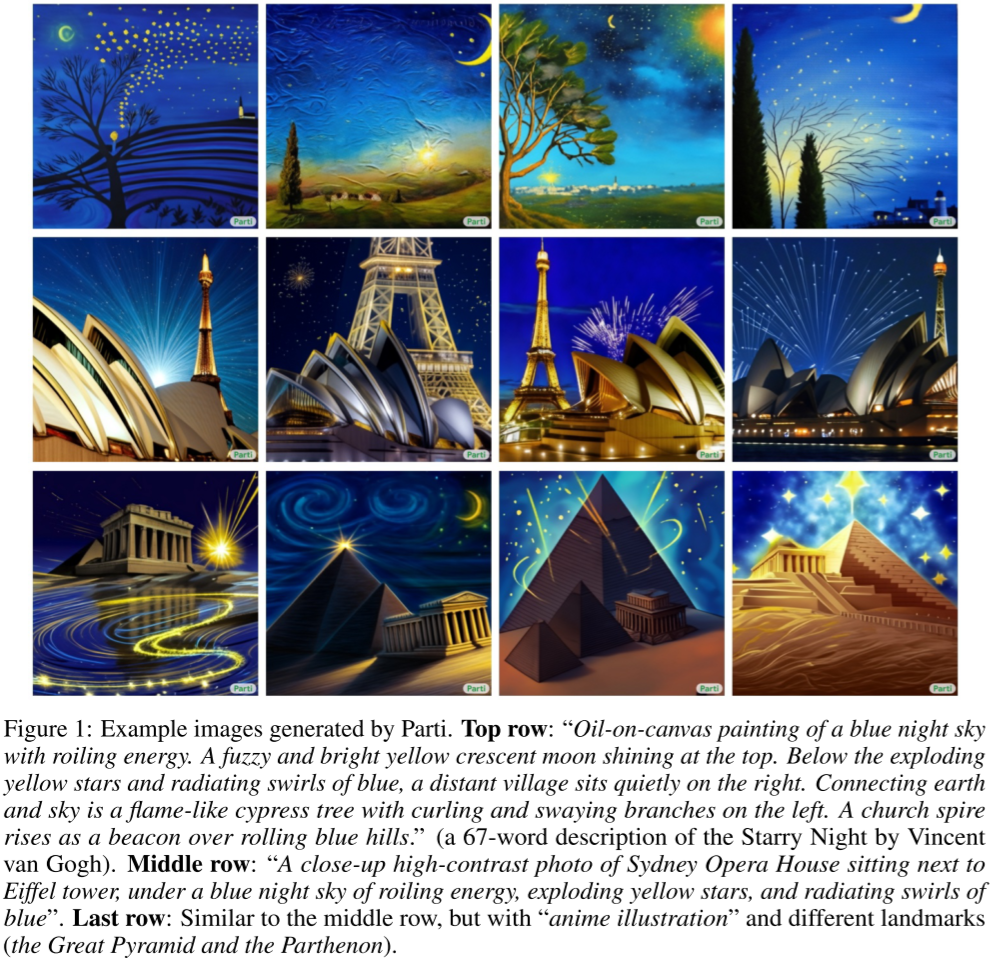 Parti Parti Parti Parti
Parti Parti Parti Parti
Parti Parti Parti Parti
Figure 1: Example images generated by Parti. Top row: “Oil-on-canvas painting of a blue night sky
with roiling energy. A fuzzy and bright yellow crescent moon shining at the top. Below the exploding
yellow stars and radiating swirls of blue, a distant village sits quietly on the right. Connecting earth
and sky is a flame-like cypress tree with curling and swaying branches on the left. A church spire
rises as a beacon over rolling blue hills.” (a 67-word description of the Starry Night by Vincent
van Gogh). Middle row: “A close-up high-contrast photo of Sydney Opera House sitting next to
Eiffel tower, under a blue night sky of roiling energy, exploding yellow stars, and radiating swirls of
blue”. Last row: Similar to the middle row, but with “anime illustration” and different landmarks
(the Great Pyramid and the Parthenon).